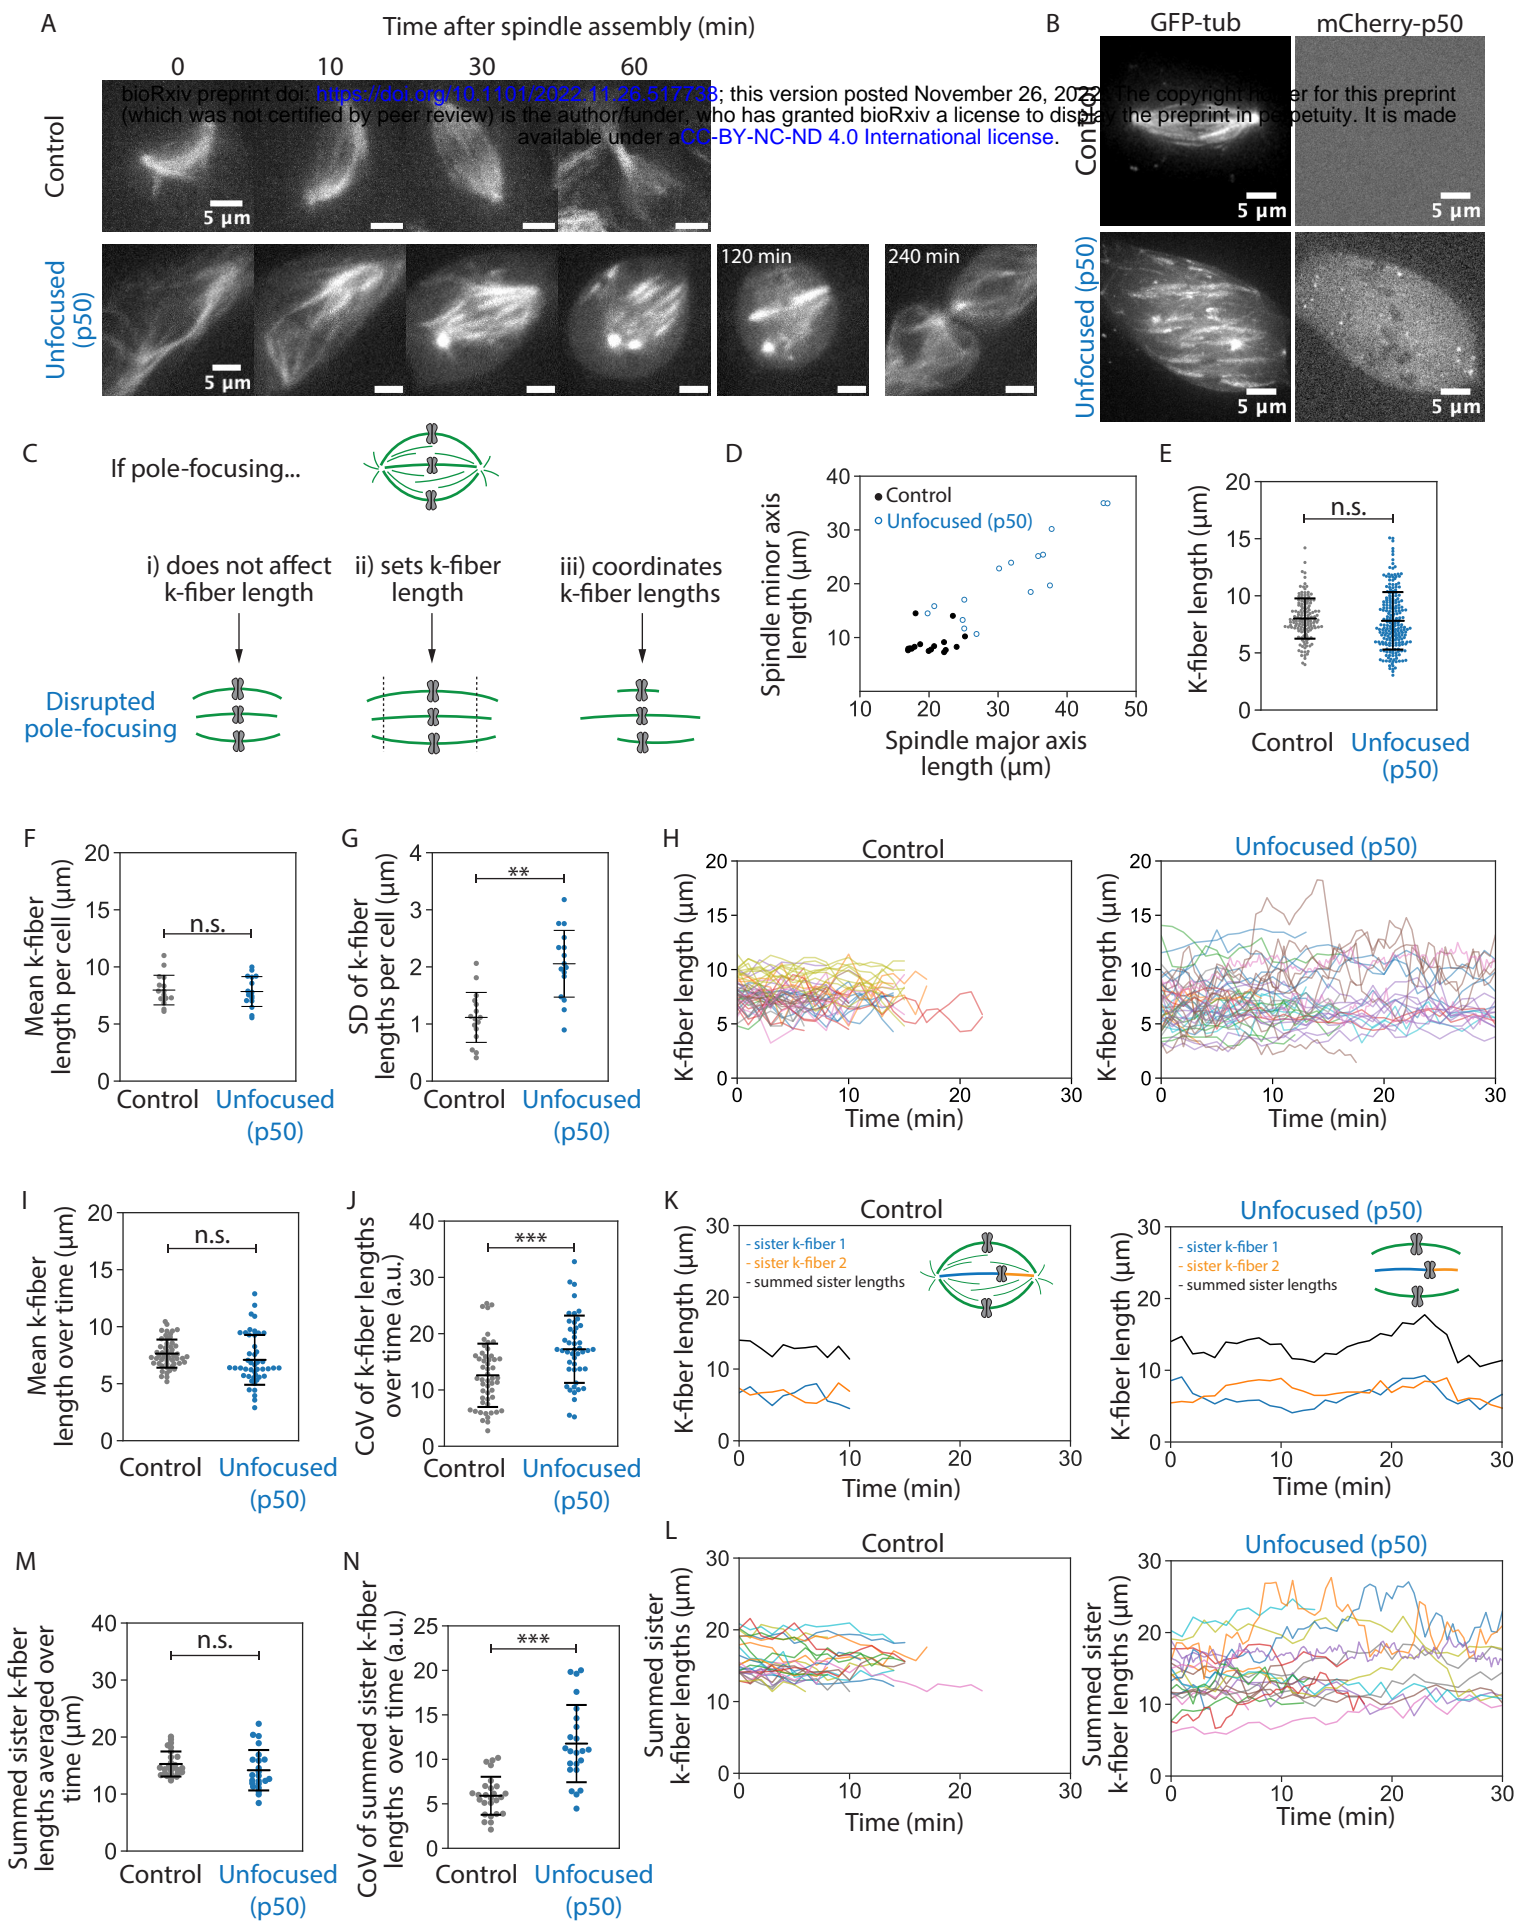 A
Time after spindle assembly (min)
0
10
30
60
bioRxiv preprint doi: https://doi.org/10.1101/2022.11.26.517738; this version posted November 26, 2022. The copyright holder for this preprint
(which was not certified by peer review) is the author/funder, who has granted bioRxiv a license to display the preprint in perpetuity. It is made
available under aCC-BY-NC-ND 4.0 International license.
Control
5 µm
Unfocused
(p50)
5 µm
120 min
240 min
B
GFP-tub
mCherry-p50
Control
5 µm
5 µm
Unfocused (p50)
5 µm
5 µm
C
If pole-focusing...
i) does not affect
k-fiber length
ii) sets k-fiber
length
iii) coordinates
k-fiber lengths
Disrupted
pole-focusing
D
Spindle minor axis
length (µm)
40
30
20
10
Control
Unfocused (p50)
10
20
30
40
50
Spindle major axis
length (µm)
E
K-fiber length (µm)
20
15
10
5
0
n.s.
Control
Unfocused
(p50)
F
Mean k-fiber
length per cell (µm)
20
15
10
5
0
n.s.
Control
Unfocused
(p50)
G
SD of k-fiber
lengths per cell (µm)
4
3
2
1
0
**
Control
Unfocused
(p50)
H
Control
K-fiber length (µm)
20
15
10
5
0
0
10
20
30
Time (min)
Unfocused (p50)
K-fiber length (µm)
20
15
10
5
0
0
10
20
30
Time (min)
I
Mean k-fiber
length over time (µm)
20
15
10
5
0
n.s.
Control
Unfocused
(p50)
J
CoV of k-fiber lengths
over time (a.u.)
40
30
20
10
0
***
Control
Unfocused
(p50)
K
Control
K-fiber length (µm)
30
20
10
0
- sister k-fiber 1
- sister k-fiber 2
- summed sister lengths
0
10
20
30
Time (min)
Unfocused (p50)
K-fiber length (µm)
30
20
10
0
- sister k-fiber 1
- sister k-fiber 2
- summed sister lengths
0
10
20
30
Time (min)
M
Summed sister k-fiber
lengths averaged over
time (µm)
40
30
20
10
0
n.s.
Control
Unfocused
(p50)
N
CoV of summed sister k-fiber
lengths over time (a.u.)
25
20
15
10
5
0
***
Control
Unfocused
(p50)
L
Control
Summed sister
k-fiber lengths (µm)
30
20
10
0
0
10
20
30
Time (min)
Unfocused (p50)
Summed sister
k-fiber lengths (µm)
30
20
10
0
0
10
20
30
Time (min)